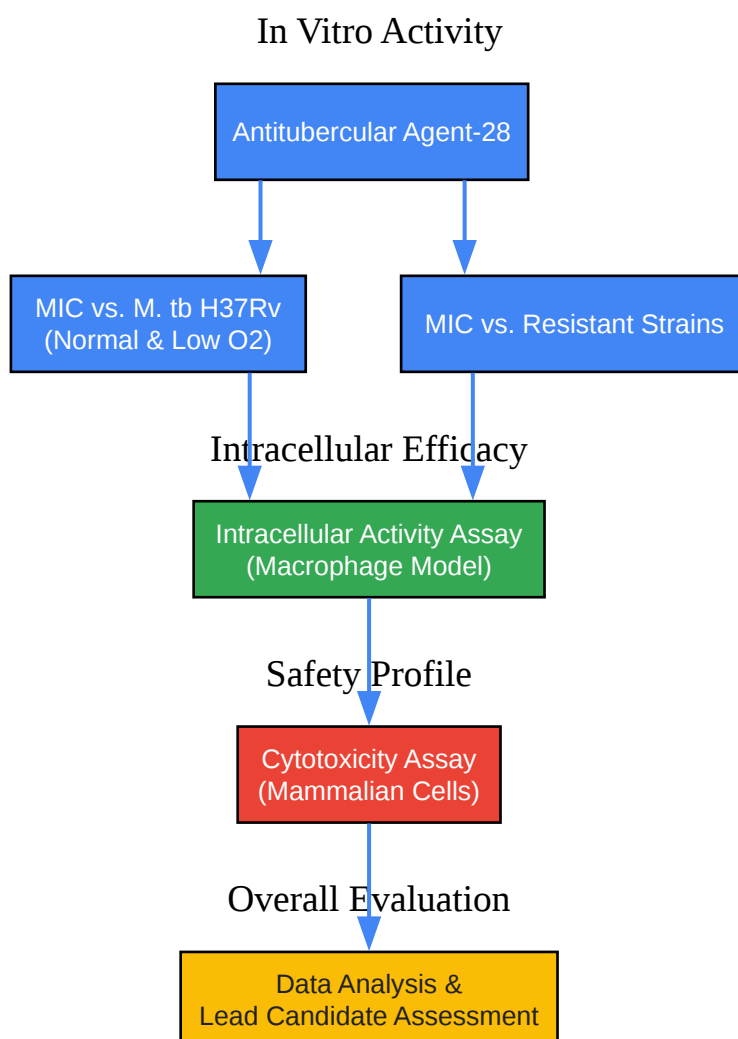 In Vitro Activity
Antitubercular Agent-28
MIC vs. M. tb H37Rv
(Normal & Low O2)
MIC vs. Resistant Strains
Intracellular Efficacy
Intracellular Activity Assay
(Macrophage Model)
Safety Profile
Cytotoxicity Assay
(Mammalian Cells)
Overall Evaluation
Data Analysis &
Lead Candidate Assessment